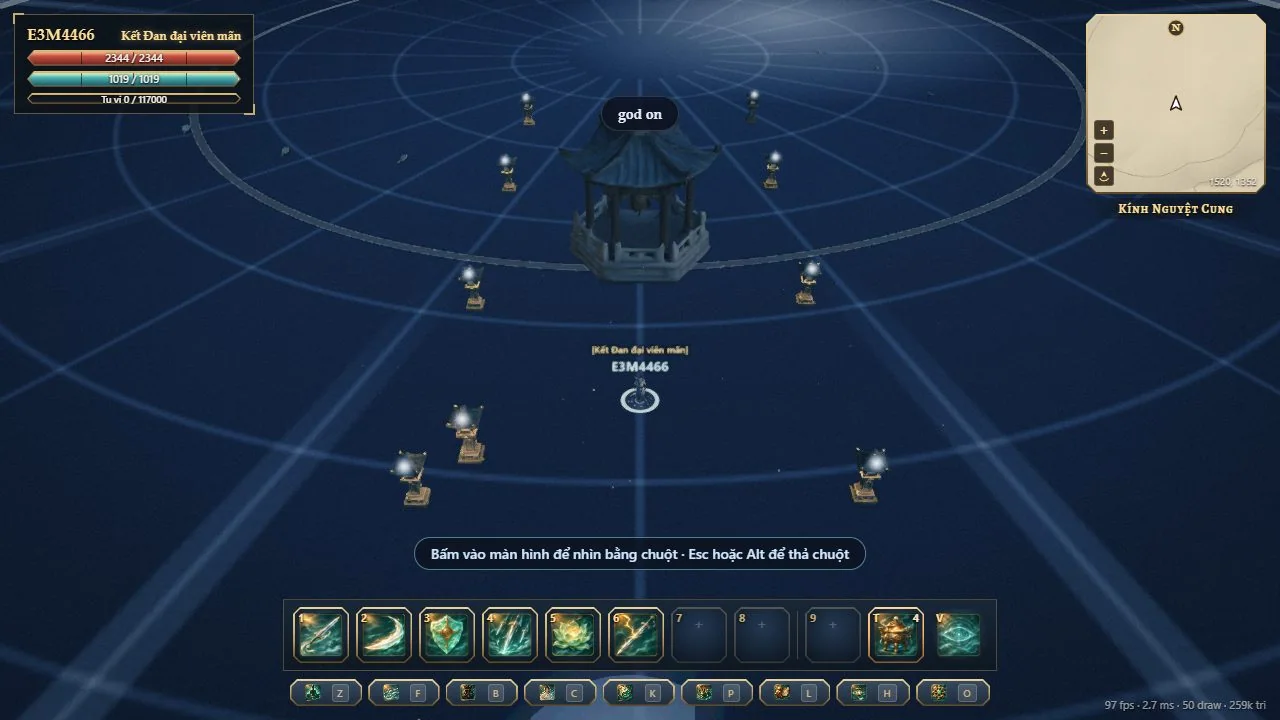 E3M4466 Kết Đan đại viên mãn
2344 / 2344
1019 / 1019
Tu vi 0 / 117000
god on
N
+
−
1520, 1352
Kính Nguyệt Cung
[Kết Đan đại viên mãn]
E3M4466
Bấm vào màn hình để nhìn bằng chuột · Esc hoặc Alt để thả chuột
1 2 3 4 5 6 7 + 8 + 9 + T 4 V
Z F B C K P L H O
97 fps · 2.7 ms · 50 draw · 259k tri